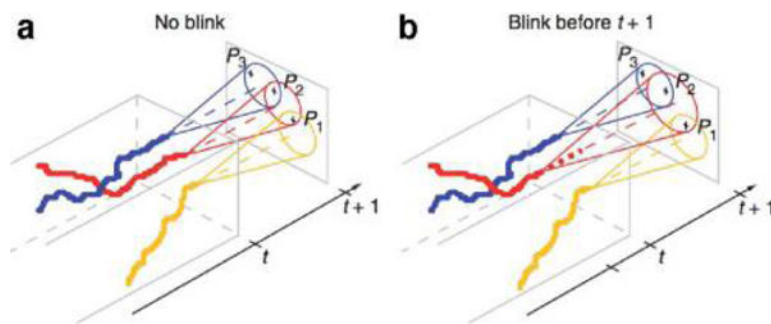 a No blink
P3
P2
P1
t + 1
t
b Blink before t + 1
P3
P2
P1
t + 1
t